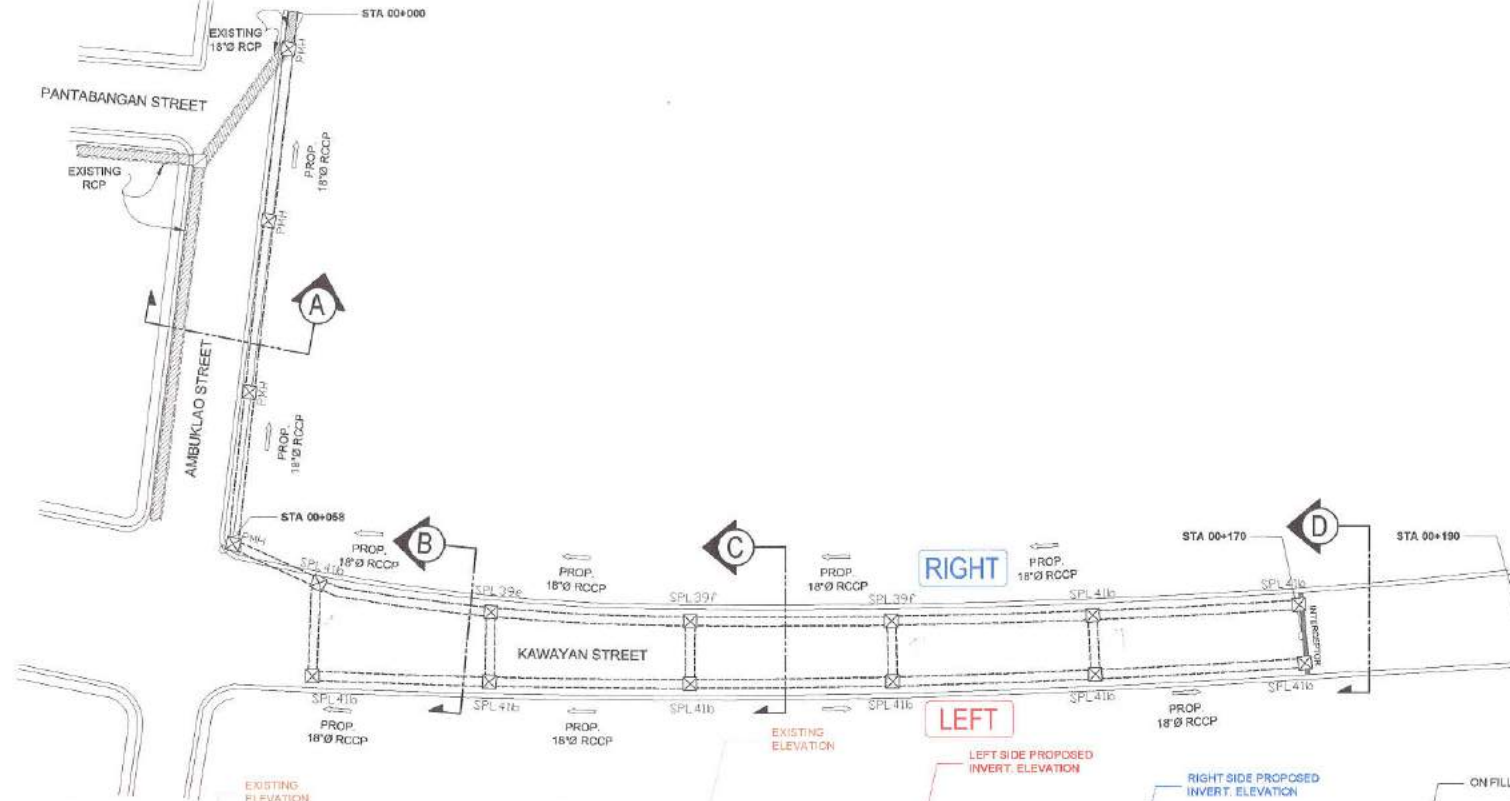 STA 00+000
EXISTING
18"Ø RCP
PMH
PANTABANGAN STREET
PROP.
18"Ø RCCP
EXISTING
RCP
PMH
A
AMBUKLAO STREET
PMH
PROP.
18"Ø RCCP
STA 00+068
PMH
PROP.
18"Ø RCCP
B
PROP.
18"Ø RCCP
C
PROP.
18"Ø RCCP
RIGHT
PROP.
18"Ø RCCP
STA 00+170
D
STA 00+190
SPL 41b
SPL 39e
SPL 39f
SPL 39f
SPL 41b
SPL 41b
INTERCEPTOR
KAWAYAN STREET
SPL 41b
SPL 41b
SPL 41b
SPL 41b
SPL 41b
SPL 41b
PROP.
18"Ø RCCP
PROP.
18"Ø RCCP
LEFT
PROP.
18"Ø RCCP
EXISTING
ELEVATION
EXISTING
ELEVATION
LEFT SIDE PROPOSED
INVERT. ELEVATION
RIGHT SIDE PROPOSED
INVERT. ELEVATION
ON FILL